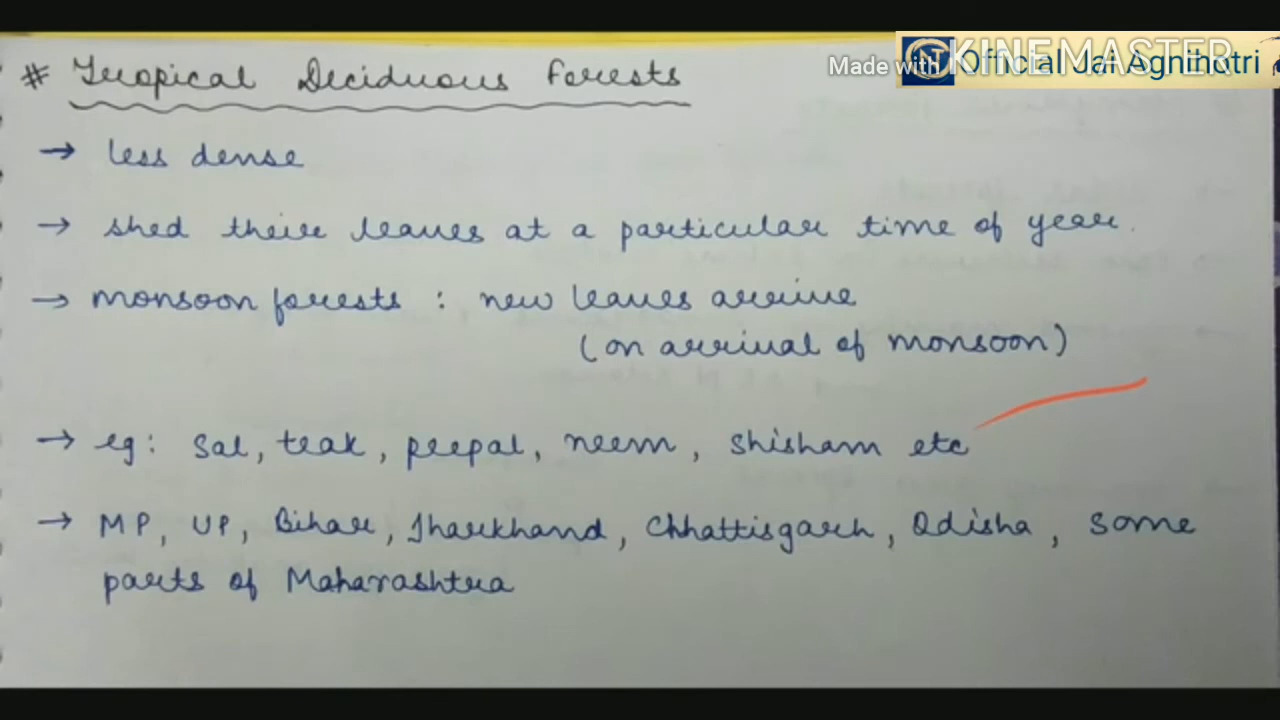 # Tropical Deciduous Forests
Made with KINEMASTER
NT Official Jai Agnihotri
→ less dense
→ shed their leaves at a particular time of year.
→ monsoon forests : new leaves arrive
(on arrival of monsoon)
→ eg: Sal, teak, peepal, neem, shisham etc
→ MP, UP, Bihar, Jharkhand, Chhattisgarh, Odisha, some
parts of Maharashtra